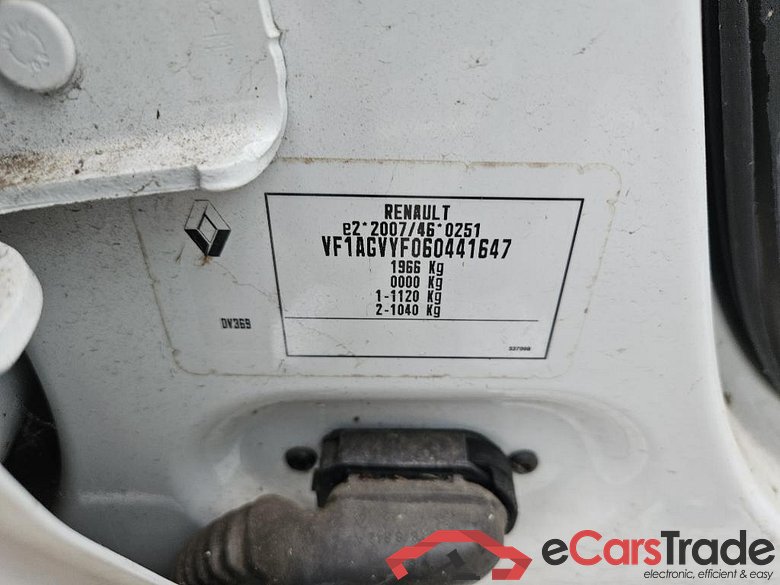 RENAULT
e2*2007/46*0251
VF1AGVYF060441647
1966 Kg
0000 Kg
1-1120 Kg
2-1040 Kg
DV369
eCarsTrade
electronic, efficient & easy